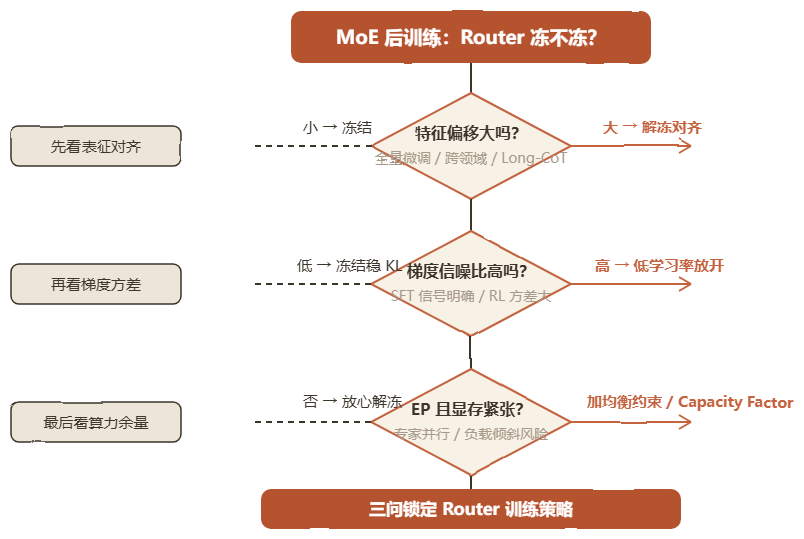 MoE 后训练：Router 冻不冻？
先看表征对齐
小 → 冻结
特征偏移大吗？
全量微调 / 跨领域 / Long-CoT
大 → 解冻对齐
再看梯度方差
低 → 冻结稳 KL
梯度信噪比高吗？
SFT 信号明确 / RL 方差大
高 → 低学习率放开
最后看算力余量
否 → 放心解冻
EP 且显存紧张？
专家并行 / 负载倾斜风险
加均衡约束 / Capacity Factor
三问锁定 Router 训练策略